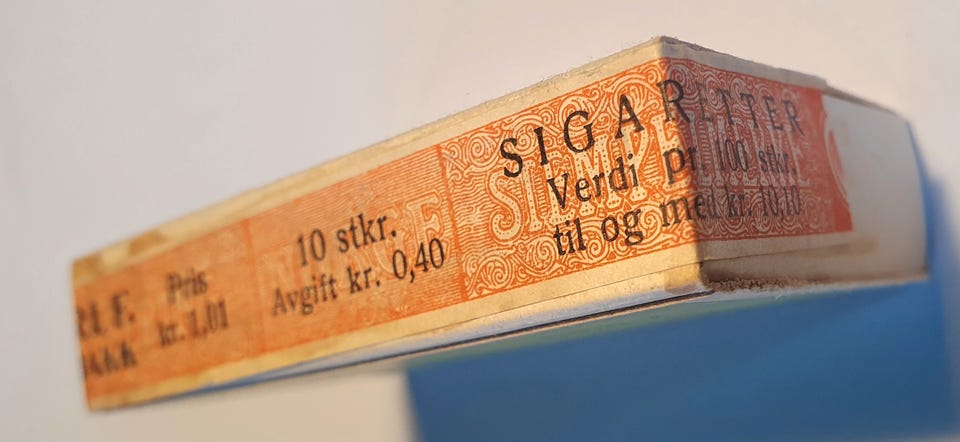 SIGARETTER
Verdi pr. 100 stkr.
til og med kr. 10,10
10 stkr.
Avgift kr. 0,40
Pris
kr. 1,01
F.